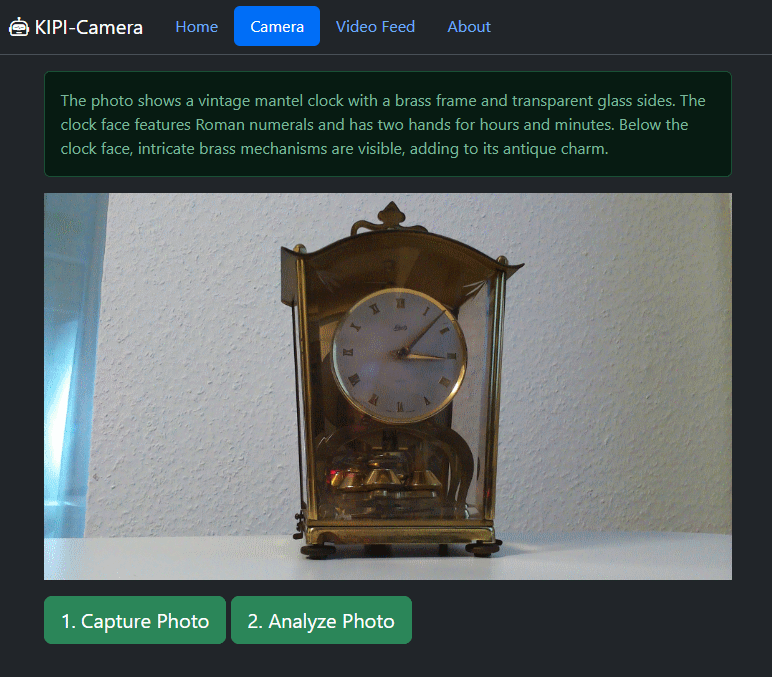 KIPI-Camera Home Camera Video Feed About
The photo shows a vintage mantel clock with a brass frame and transparent glass sides. The
clock face features Roman numerals and has two hands for hours and minutes. Below the
clock face, intricate brass mechanisms are visible, adding to its antique charm.
1. Capture Photo 2. Analyze Photo